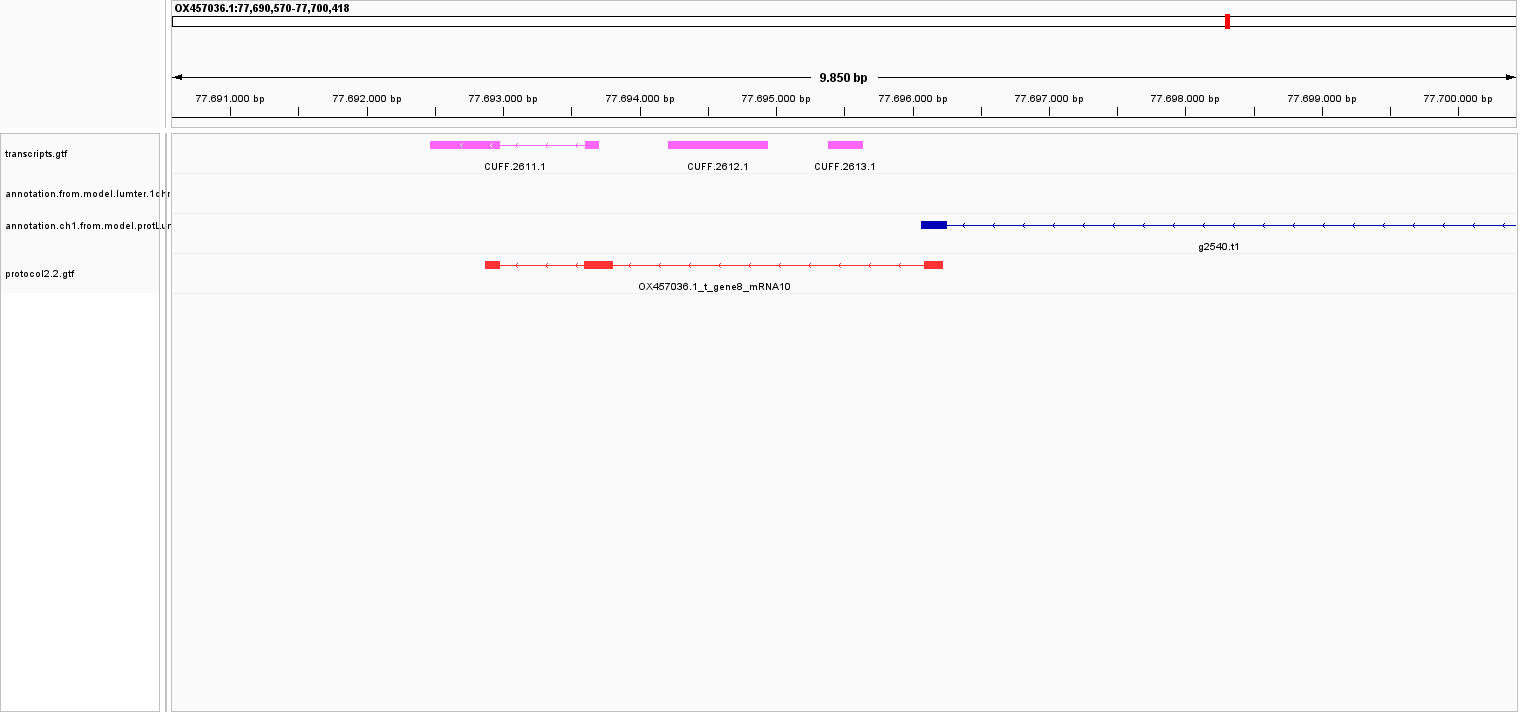 OX457036.1:77,690,570-77,700,418
9.850 bp
77.691.000 bp 77.692.000 bp 77.693.000 bp 77.694.000 bp 77.695.000 bp 77.696.000 bp 77.697.000 bp 77.698.000 bp 77.699.000 bp 77.700.000 bp
transcripts.gtf
CUFF.2611.1 CUFF.2612.1 CUFF.2613.1
annotation.from.model.lumter.1chr
annotation.ch1.from.model.protLur
g2540.t1
protocol2.2.gtf
OX457036.1_t_gene8_mRNA10